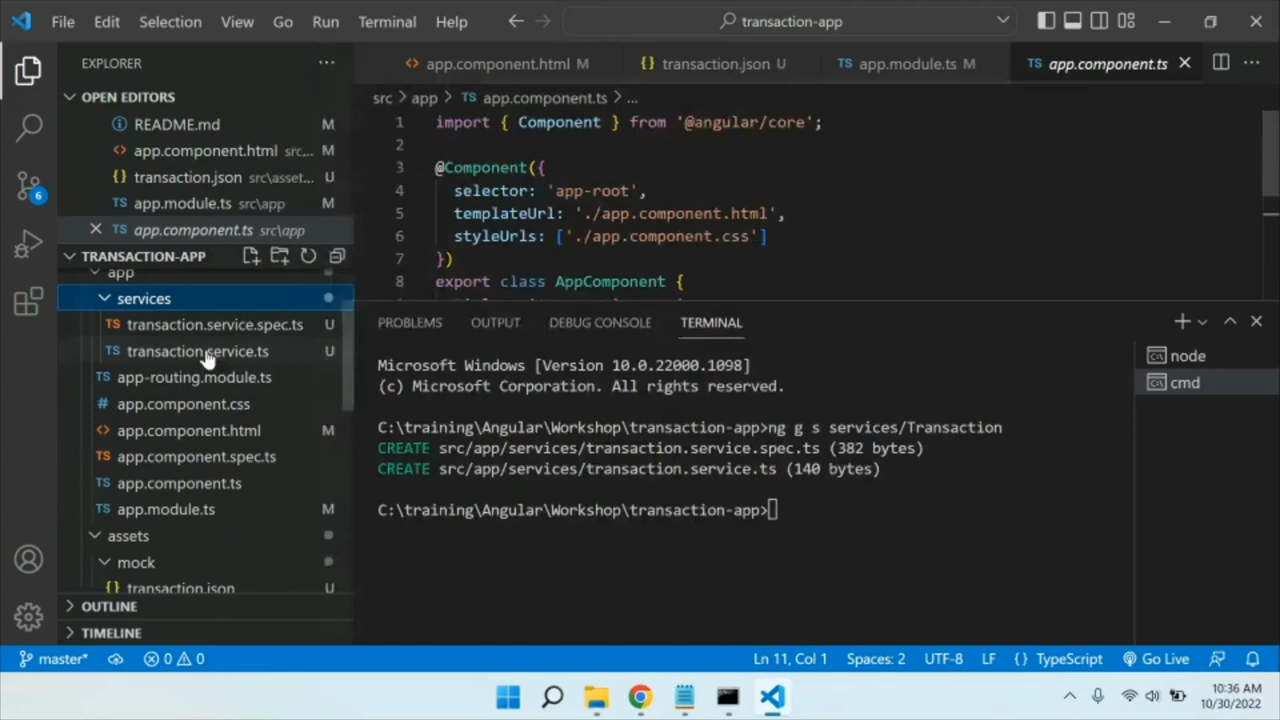 File Edit Selection View Go Run Terminal Help
transaction-app
EXPLORER
OPEN EDITORS
README.md M
app.component.html src... M
transaction.json src\asset... U
app.module.ts src\app M
app.component.ts src\app
TRANSACTION-APP
app
services
transaction.service.spec.ts U
transaction.service.ts U
app-routing.module.ts
app.component.css
app.component.html M
app.component.spec.ts
app.component.ts
app.module.ts M
assets
mock
transaction.json U
OUTLINE
TIMELINE
6
app.component.html M transaction.json U app.module.ts M app.component.ts
src > app > TS app.component.ts > ...
1 import { Component } from '@angular/core';
2
3 @Component({
4 selector: 'app-root',
5 templateUrl: './app.component.html',
6 styleUrls: ['./app.component.css']
7 })
8 export class AppComponent {
PROBLEMS OUTPUT DEBUG CONSOLE TERMINAL
Microsoft Windows [Version 10.0.22000.1098]
(c) Microsoft Corporation. All rights reserved.
C:\training\Angular\Workshop\transaction-app>ng g s services/Transaction
CREATE src/app/services/transaction.service.spec.ts (382 bytes)
CREATE src/app/services/transaction.service.ts (140 bytes)
C:\training\Angular\Workshop\transaction-app>
node
cmd
master* 0 0 Ln 11, Col 1 Spaces: 2 UTF-8 LF {} TypeScript Go Live
10:36 AM
10/30/2022